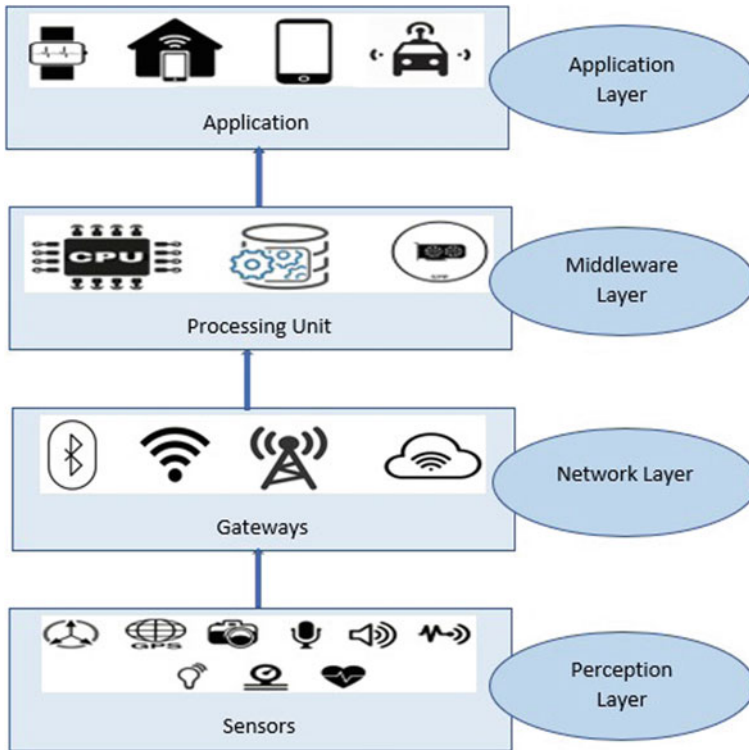 Application
Layer
Application
CPU
Middleware
Layer
Processing Unit
Network Layer
Gateways
GPS
Perception
Layer
Sensors